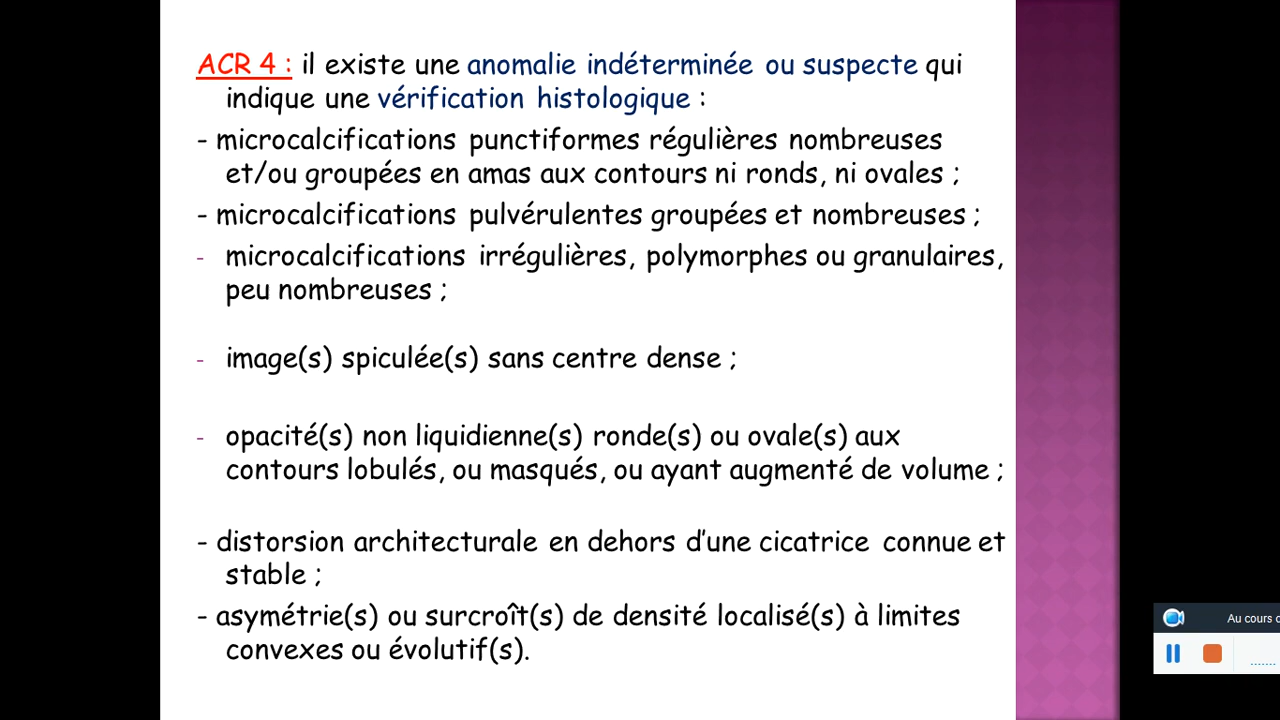 ACR 4 : il existe une anomalie indéterminée ou suspecte qui
indique une vérification histologique :
- microcalcifications punctiformes régulières nombreuses
et/ou groupées en amas aux contours ni ronds, ni ovales ;
- microcalcifications pulvérulentes groupées et nombreuses ;
- microcalcifications irrégulières, polymorphes ou granulaires,
peu nombreuses ;
- image(s) spiculée(s) sans centre dense ;
- opacité(s) non liquidienne(s) ronde(s) ou ovale(s) aux
contours lobulés, ou masqués, ou ayant augmenté de volume ;
- distorsion architecturale en dehors d'une cicatrice connue et
stable ;
- asymétrie(s) ou surcroît(s) de densité localisé(s) à limites
convexes ou évolutif(s).
Au cours